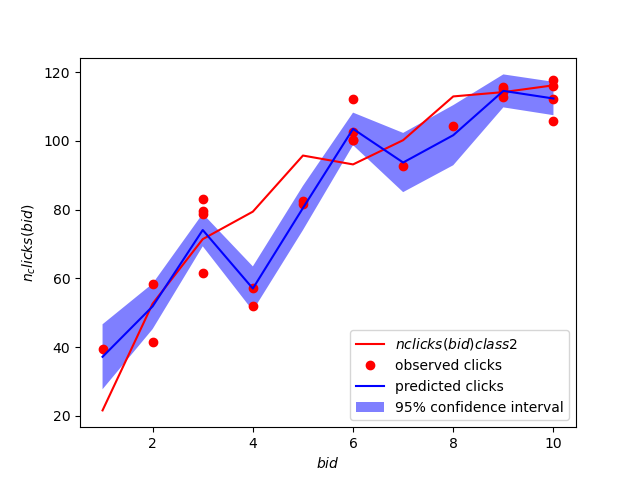 120
100
80
60
40
20
n_clicks(bid)
nclicks(bid)class2
observed clicks
predicted clicks
95% confidence interval
2
4
6
8
10
bid